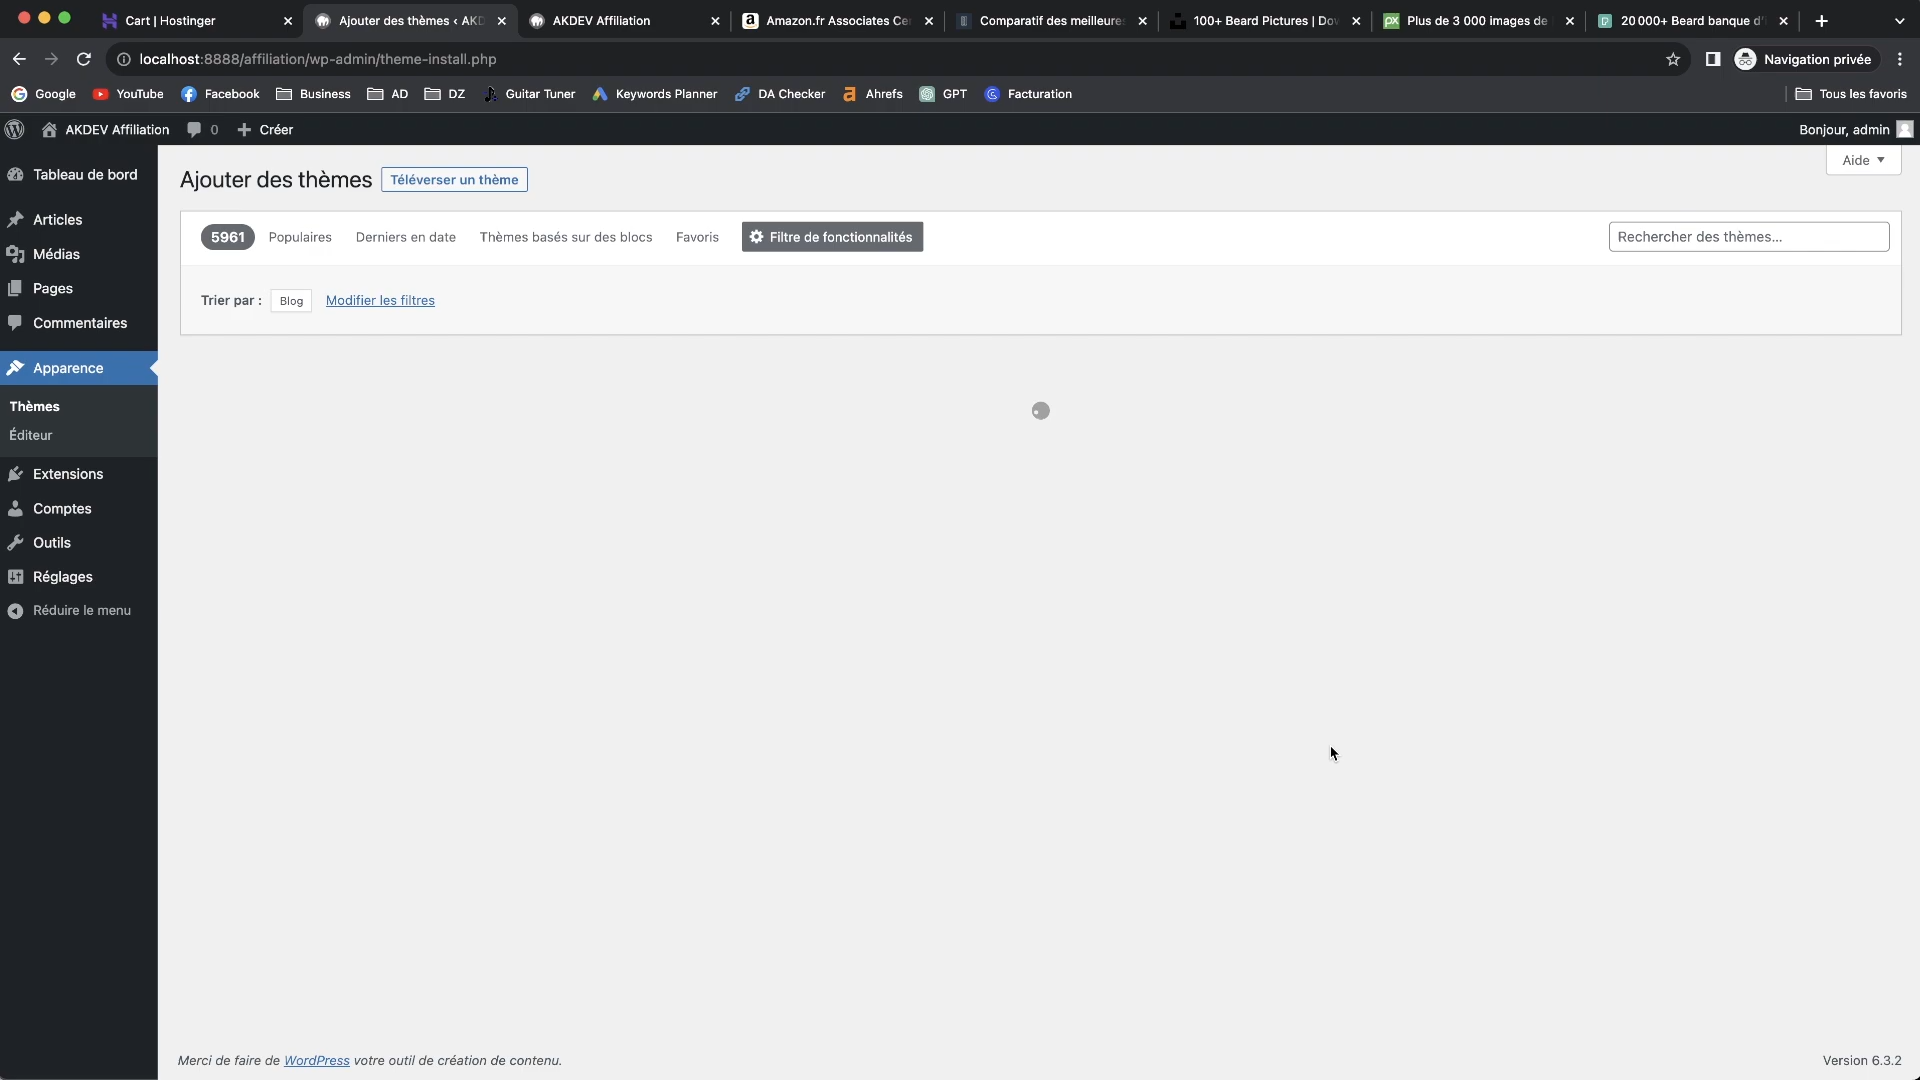 Cart | Hostinger
Ajouter des thèmes ‹ AKD
AKDEV Affiliation
Amazon.fr Associates Ce
Comparatif des meilleure
100+ Beard Pictures | Do
Plus de 3 000 images de
20 000+ Beard banque d'
localhost:8888/affiliation/wp-admin/theme-install.php
Navigation privée
Google
YouTube
Facebook
Business
AD
DZ
Guitar Tuner
Keywords Planner
DA Checker
Ahrefs
GPT
Facturation
Tous les favoris
AKDEV Affiliation
0
Créer
Bonjour, admin
Tableau de bord
Articles
Médias
Pages
Commentaires
Apparence
Thèmes
Éditeur
Extensions
Comptes
Outils
Réglages
Réduire le menu
Aide
Ajouter des thèmes
Téléverser un thème
5961
Populaires
Derniers en date
Thèmes basés sur des blocs
Favoris
Filtre de fonctionnalités
Rechercher des thèmes...
Trier par :
Blog
Modifier les filtres
Merci de faire de WordPress votre outil de création de contenu.
Version 6.3.2